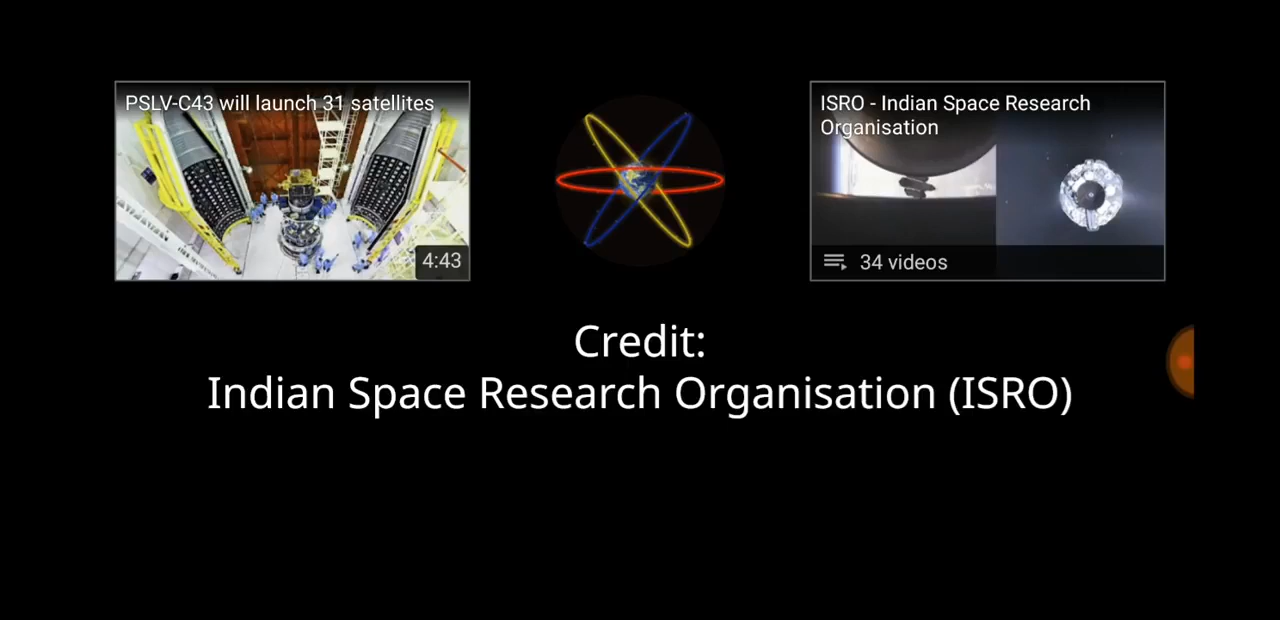 PSLV-C43 will launch 31 satellites
4:43
ISRO - Indian Space Research
Organisation
34 videos
Credit:
Indian Space Research Organisation (ISRO)